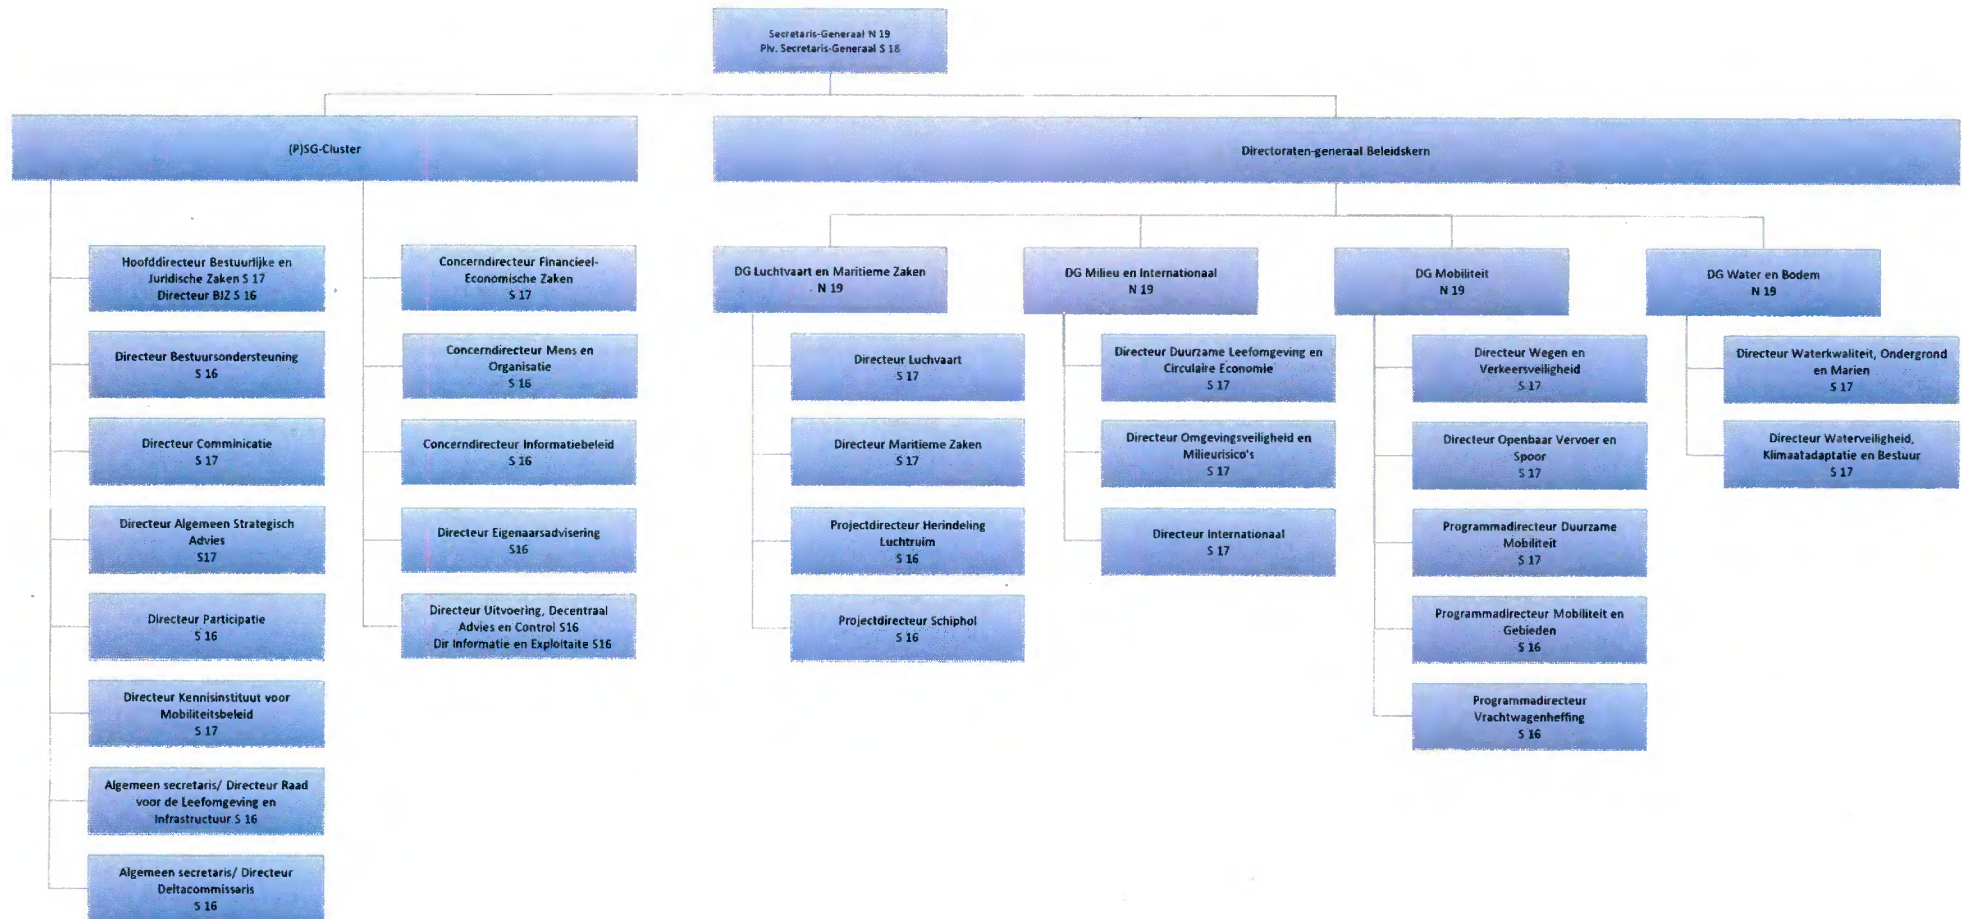 Secretaris-Generaal N 19
Plv. Secretaris-Generaal S 18
(P)SG-Cluster
Directoraten-generaal Beleidskern
Hoofddirecteur Bestuurlijke en
Juridische Zaken S 17
Directeur BJZ S 16
Directeur Bestuursondersteuning
S 16
Directeur Comminicatie
S 17
Directeur Algemeen Strategisch
Advies
S17
Directeur Participatie
S 16
Directeur Kennisinstituut voor
Mobiliteitsbeleid
S 17
Algemeen secretaris/ Directeur Raad
voor de Leefomgeving en
Infrastructuur S 16
Algemeen secretaris/ Directeur
Deltacommissaris
S 16
Concerndirecteur Financieel-
Economische Zaken
S 17
Concerndirecteur Mens en
Organisatie
S 16
Concerndirecteur Informatiebeleid
S 16
Directeur Eigenaarsadvisering
S16
Directeur Uitvoering, Decentraal
Advies en Control S16
Dir Informatie en Exploitaite S16
DG Luchtvaart en Maritieme Zaken
N 19
Directeur Luchvaart
S 17
Directeur Maritieme Zaken
S 17
Projectdirecteur Herindeling
Luchtruim
S 16
Projectdirecteur Schiphol
S 16
DG Milieu en Internationaal
N 19
Directeur Duurzame Leefomgeving en
Circulaire Economie
S 17
Directeur Omgevingsveiligheid en
Milieurisico's
S 17
Directeur Internationaal
S 17
DG Mobiliteit
N 19
Directeur Wegen en
Verkeersveiligheid
S 17
Directeur Openbaar Vervoer en
Spoor
S 17
Programmadirecteur Duurzame
Mobiliteit
S 17
Programmadirecteur Mobiliteit en
Gebieden
S 16
Programmadirecteur
Vrachtwagenheffing
S 16
DG Water en Bodem
N 19
Directeur Waterkwaliteit, Ondergrond
en Marien
S 17
Directeur Waterveiligheid,
Klimaatadaptatie en Bestuur
S 17